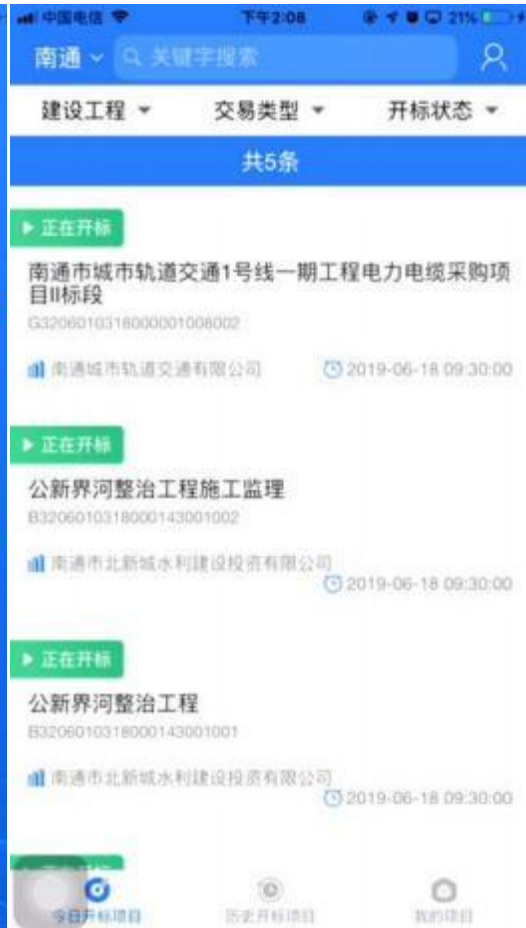 中国电信 下午2:08 21%
南通 关键字搜索
建设工程 交易类型 开标状态
共5条
正在开标
南通市城市轨道交通1号线一期工程电力电缆采购项
目II标段
G3206010318000001008002
南通城市轨道交通有限公司 2019-06-18 09:30:00
正在开标
公新界河整治工程施工监理
B3206010318000143001002
南通市北新城水利建设投资有限公司
2019-06-18 09:30:00
正在开标
公新界河整治工程
B3206010318000143001001
南通市北新城水利建设投资有限公司
2019-06-18 09:30:00
今日开标项目 历史开标项目 我的项目